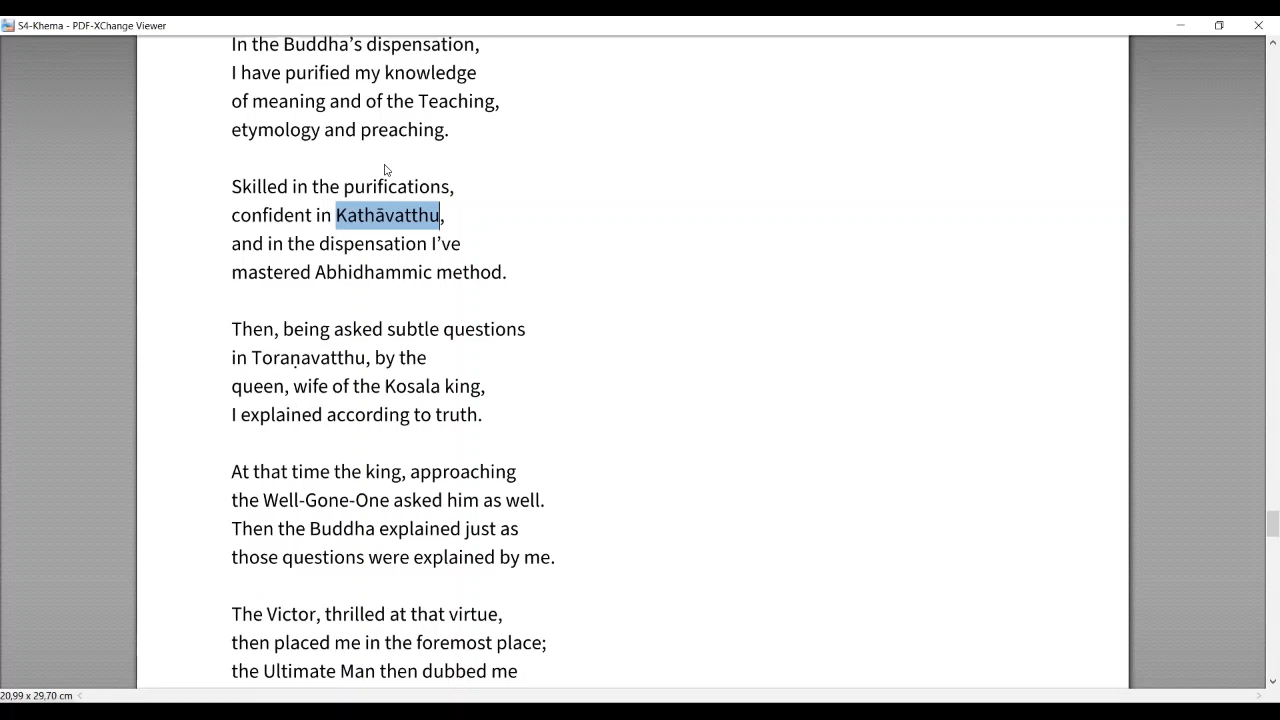 S4-Khema - PDF-XChange Viewer
In the Buddha’s dispensation,
I have purified my knowledge
of meaning and of the Teaching,
etymology and preaching.
Skilled in the purifications,
confident in Kathāvatthu,
and in the dispensation I’ve
mastered Abhidhammic method.
Then, being asked subtle questions
in Toraṇavatthu, by the
queen, wife of the Kosala king,
I explained according to truth.
At that time the king, approaching
the Well-Gone-One asked him as well.
Then the Buddha explained just as
those questions were explained by me.
The Victor, thrilled at that virtue,
then placed me in the foremost place;
the Ultimate Man then dubbed me
20,99 x 29,70 cm